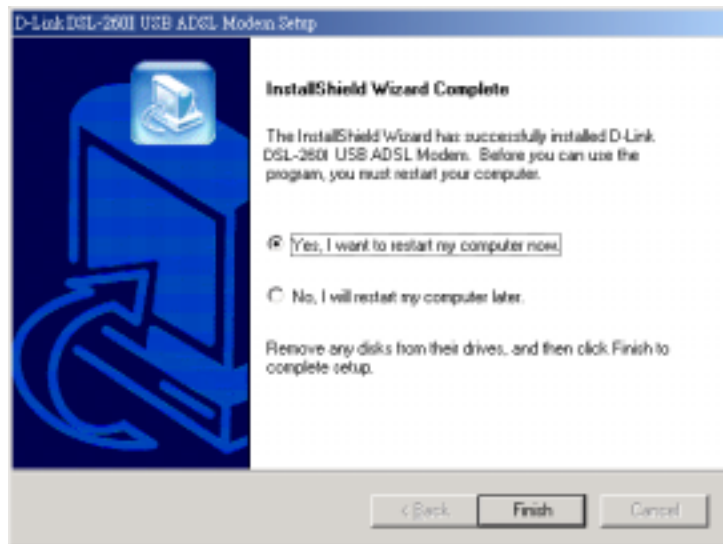 D-Link DSL-260I USB ADSL Modem Setup
InstallShield Wizard Complete
The InstallShield Wizard has successfully installed D-Link
DSL-260I USB ADSL Modem. Before you can use the
program, you must restart your computer.
Yes, I want to restart my computer now.
No, I will restart my computer later.
Remove any disks from their drives, and then click Finish to
complete setup.
< Back
Finish
Cancel